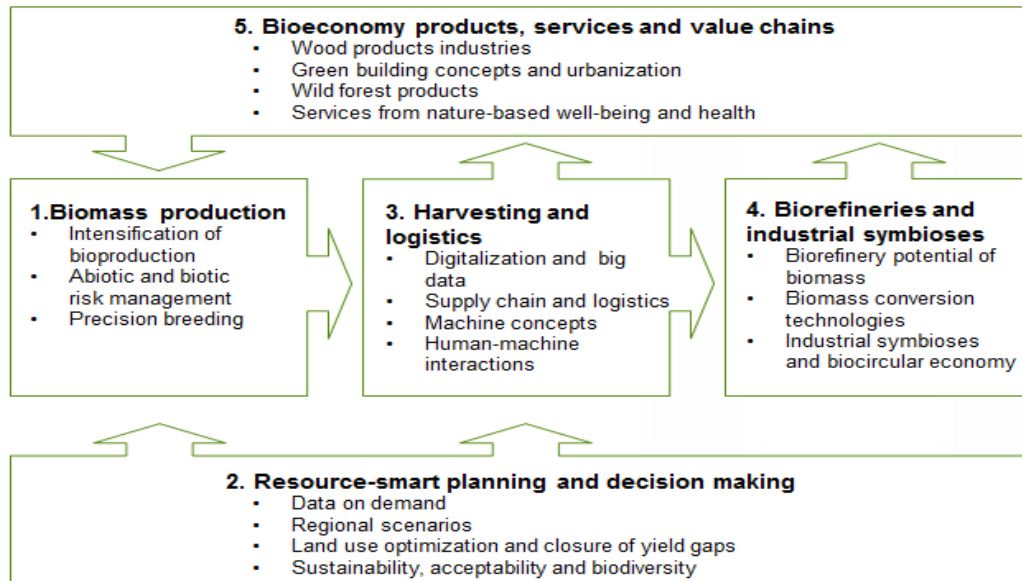 5. Bioeconomy products, services and value chains
• Wood products industries
• Green building concepts and urbanization
• Wild forest products
• Services from nature-based well-being and health
1.Biomass production
• Intensification of
bioproduction
• Abiotic and biotic
risk management
• Precision breeding
3. Harvesting and
logistics
• Digitalization and big
data
• Supply chain and logistics
• Machine concepts
• Human-machine
interactions
4. Biorefineries and
industrial symbioses
• Biorefinery potential of
biomass
• Biomass conversion
technologies
• Industrial symbioses
and biocircular economy
2. Resource-smart planning and decision making
• Data on demand
• Regional scenarios
• Land use optimization and closure of yield gaps
• Sustainability, acceptability and biodiversity